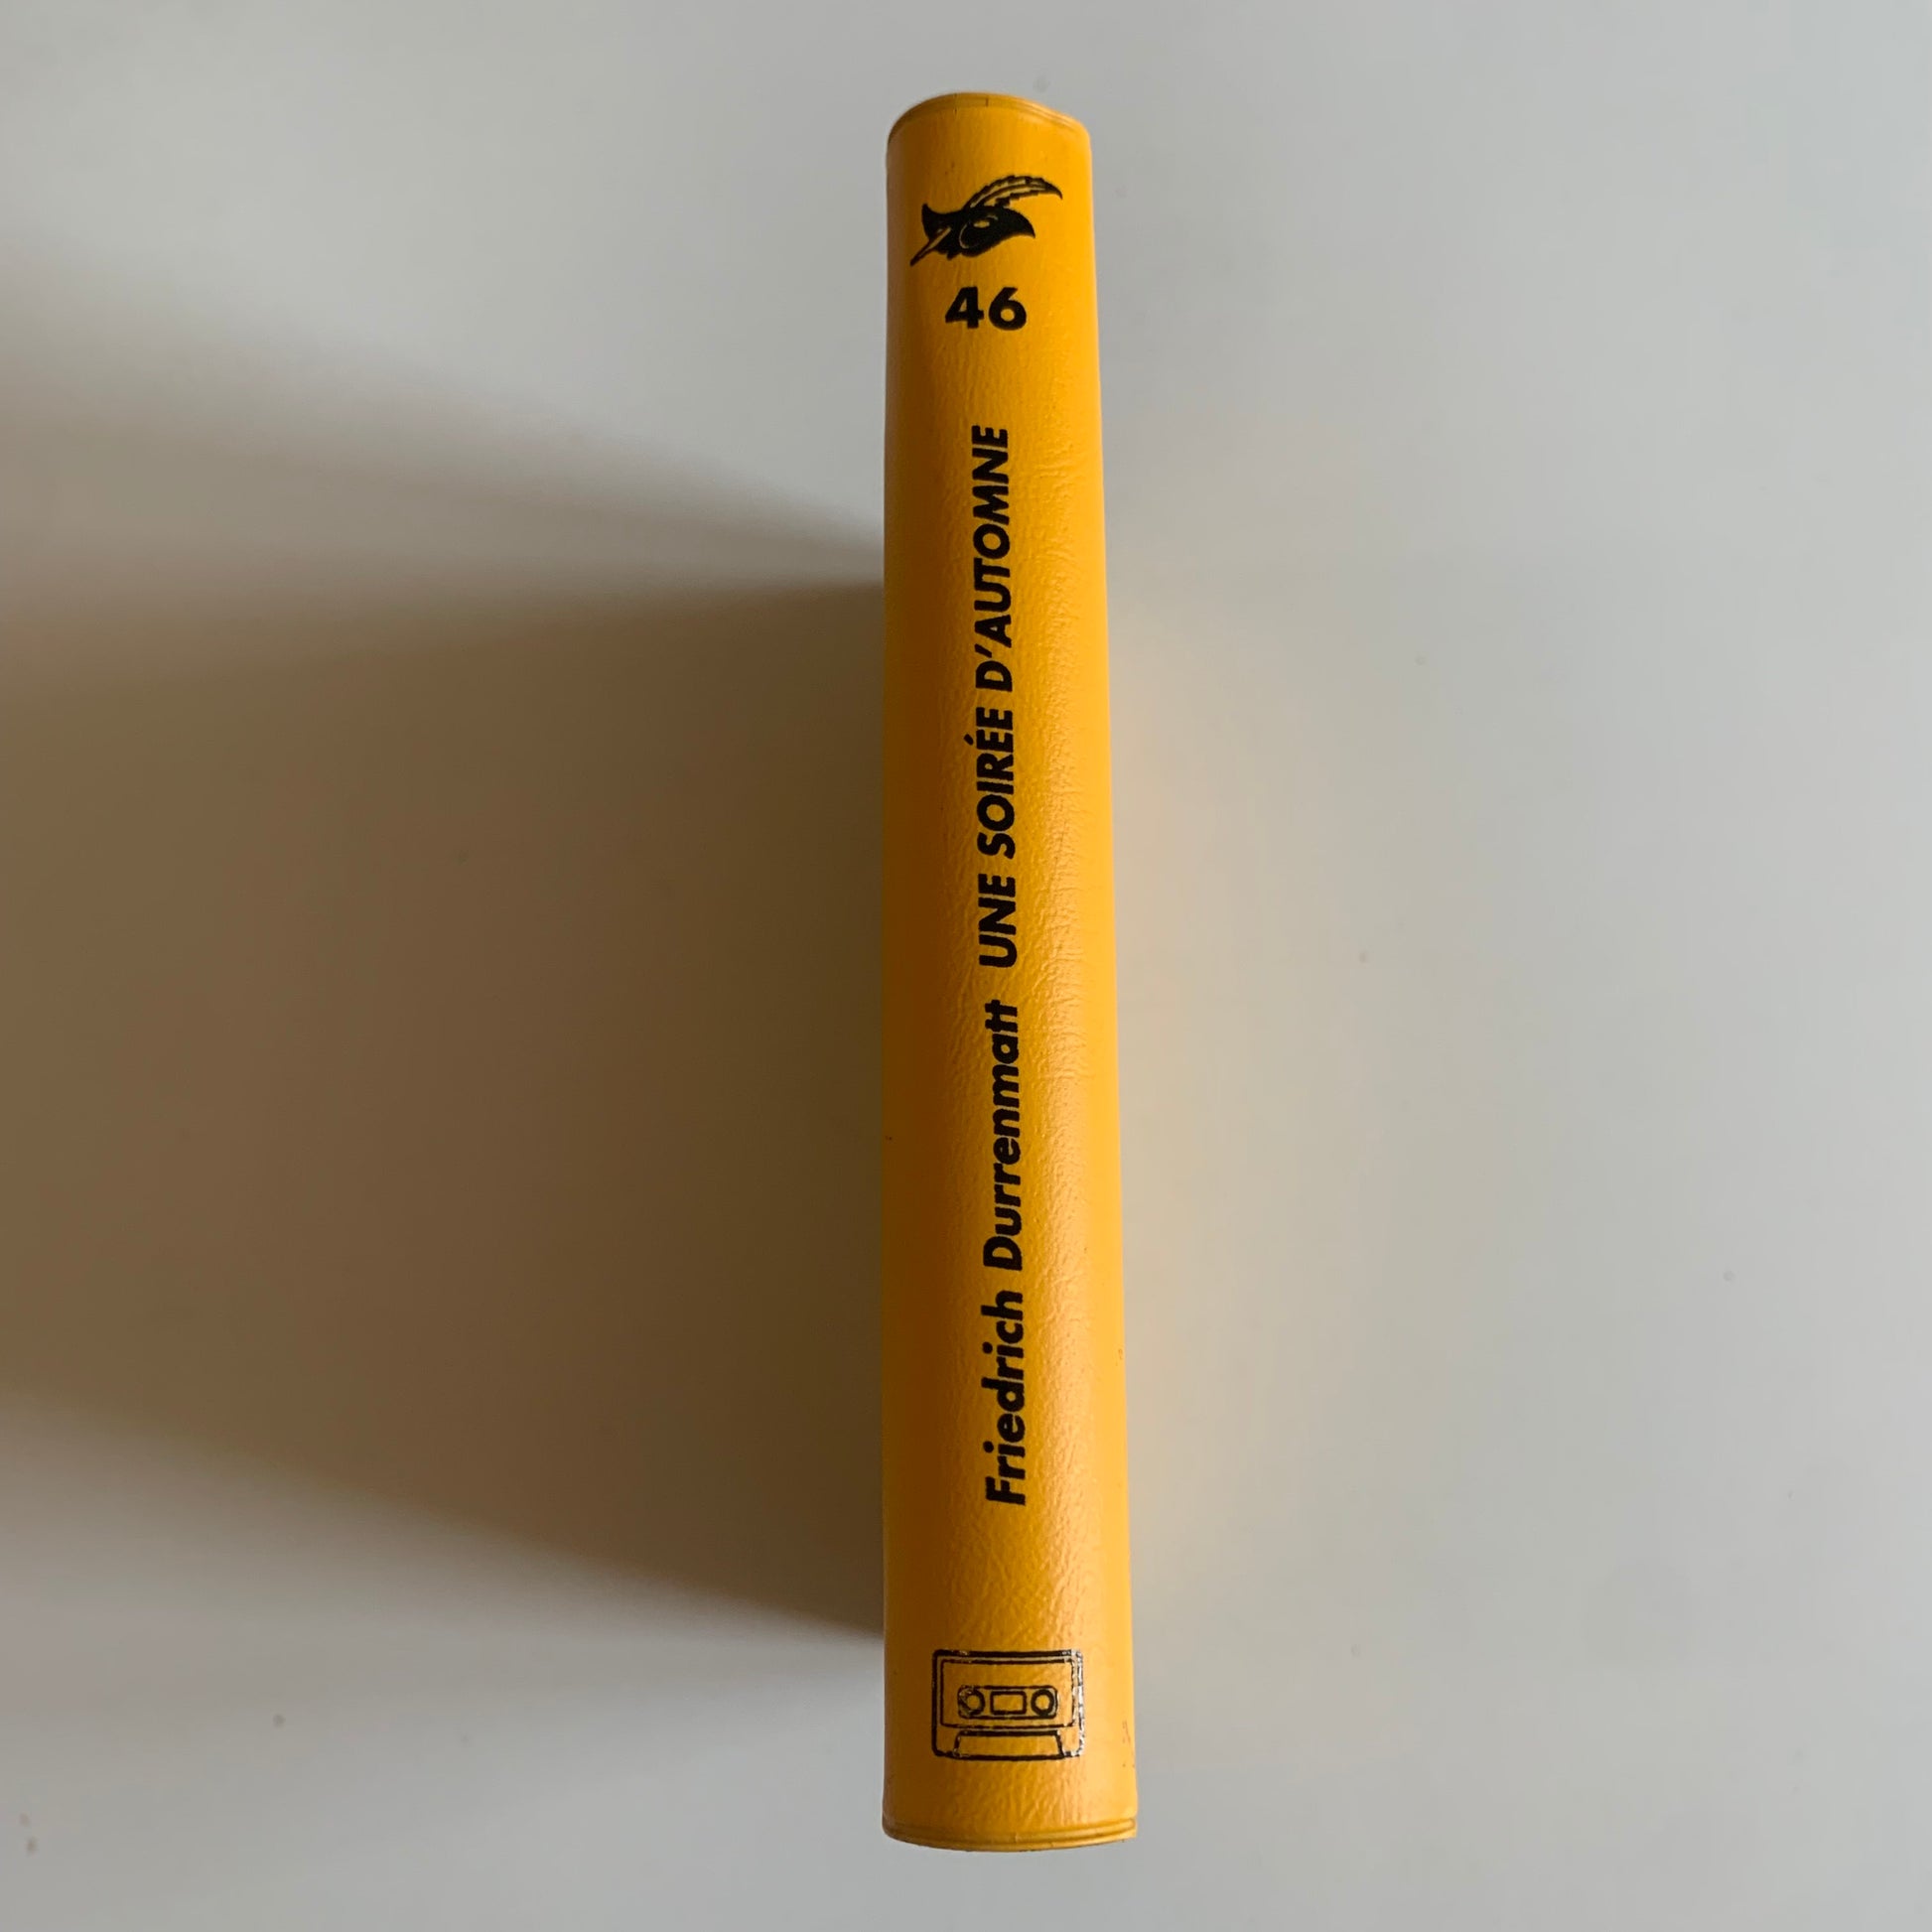 46
Friedrich Durrenmatt UNE SOIRÉE D'AUTOMNE